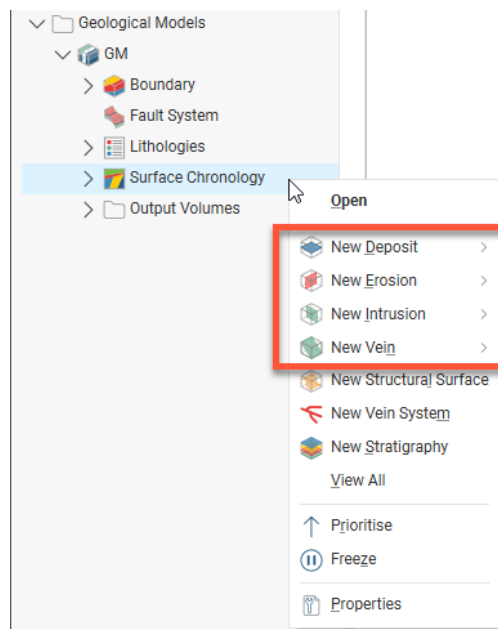 Geological Models
GM
Boundary
Fault System
Lithologies
Surface Chronology
Output Volumes
Open
New Deposit
New Erosion
New Intrusion
New Vein
New Structural Surface
New Vein System
New Stratigraphy
View All
Prioritise
Freeze
Properties